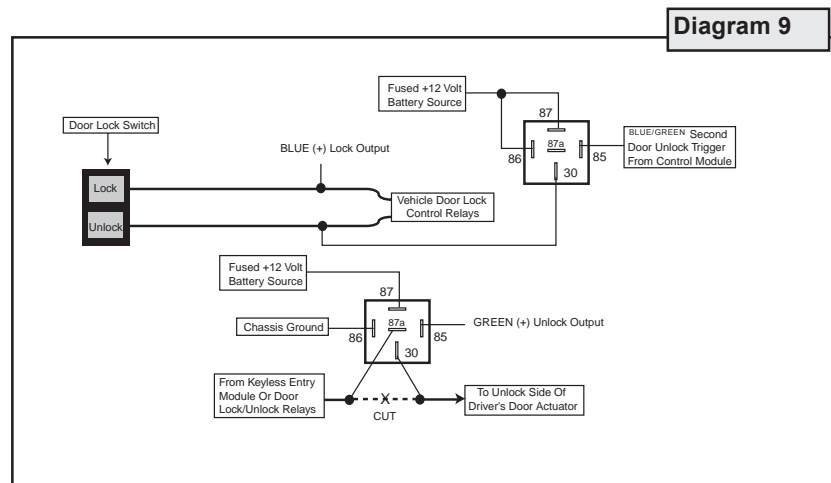 Diagram 9
Fused +12 Volt
Battery Source
87
Door Lock Switch
BLUE (+) Lock Output
86
87a
85
30
BLUE/GREEN Second
Door Unlock Trigger
From Control Module
Lock
Unlock
Vehicle Door Lock
Control Relays
Fused +12 Volt
Battery Source
87
Chassis Ground
86
87a
85
30
GREEN (+) Unlock Output
From Keyless Entry
Module Or Door
Lock/Unlock Relays
X
CUT
To Unlock Side Of
Driver's Door Actuator